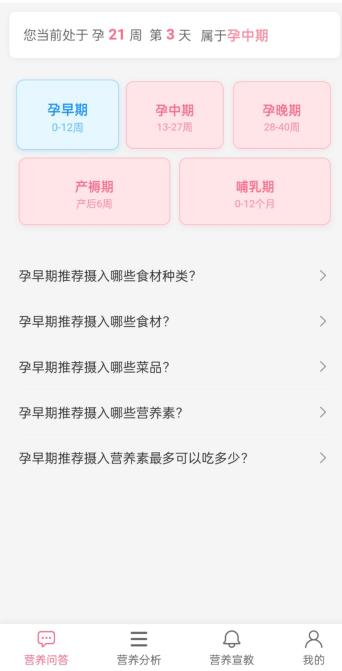 您当前处于 孕 21 周 第 3 天 属于孕中期
孕早期 孕中期 孕晚期
0-12周 13-27周 28-40周
产褥期 哺乳期
产后6周 0-12个月
孕早期推荐摄入哪些食材种类?
孕早期推荐摄入哪些食材?
孕早期推荐摄入哪些菜品?
孕早期推荐摄入哪些营养素?
孕早期推荐摄入营养素最多可以吃多少?
营养问答 营养分析 营养宣教 我的